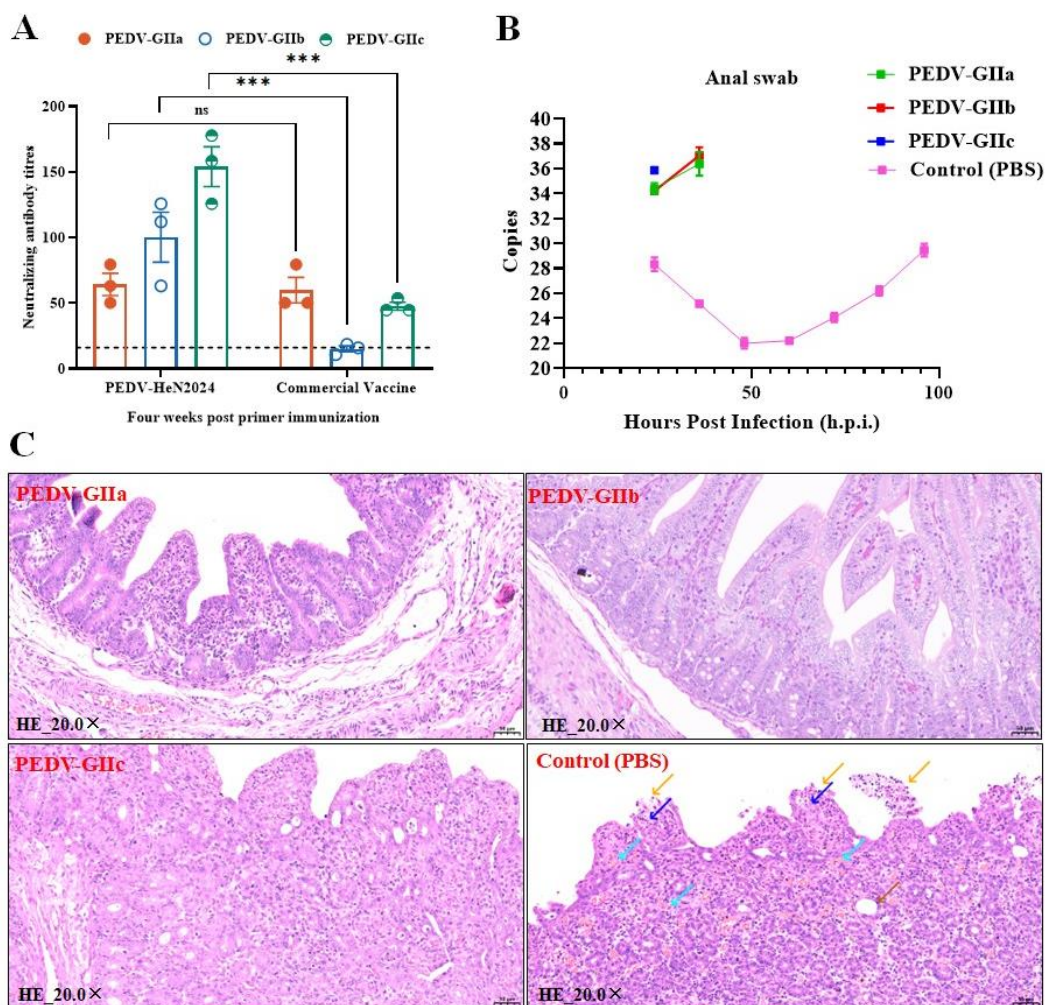 A
PEDV-GIIa PEDV-GIIb PEDV-GIIc
***
***
ns
Neutralizing antibody titres
200
150
100
50
0
PEDV-HeN2024 Commercial Vaccine
Four weeks post primer immunization
B
Anal swab
PEDV-GIIa
PEDV-GIIb
PEDV-GIIc
Control (PBS)
Copies
40
38
36
34
32
30
28
26
24
22
20
0 50 100
Hours Post Infection (h.p.i.)
C
PEDV-GIIa
HE_20.0×
PEDV-GIIb
HE_20.0×
PEDV-GIIc
HE_20.0×
Control (PBS)
HE_20.0×